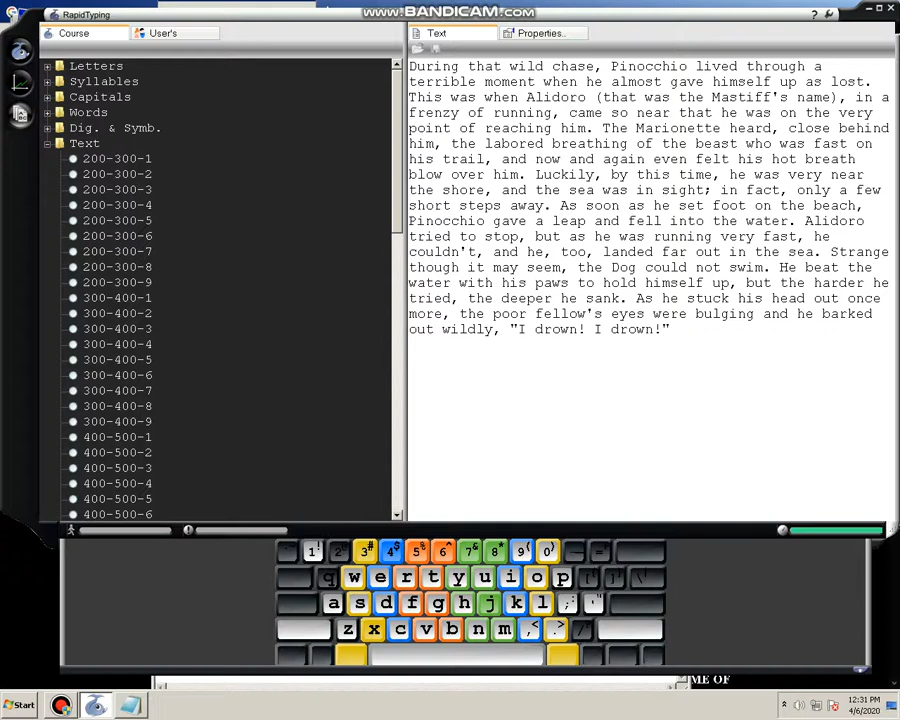 RapidTyping
WWW.BANDICAM.COM
Course
User's
Text
Properties..
Letters
Syllables
Capitals
Words
Dig. & Symb.
Text
200-300-1
200-300-2
200-300-3
200-300-4
200-300-5
200-300-6
200-300-7
200-300-8
200-300-9
300-400-1
300-400-2
300-400-3
300-400-4
300-400-5
300-400-6
300-400-7
300-400-8
300-400-9
400-500-1
400-500-2
400-500-3
400-500-4
400-500-5
400-500-6
During that wild chase, Pinocchio lived through a
terrible moment when he almost gave himself up as lost.
This was when Alidoro (that was the Mastiff's name), in a
frenzy of running, came so near that he was on the very
point of reaching him. The Marionette heard, close behind
him, the labored breathing of the beast who was fast on
his trail, and now and again even felt his hot breath
blow over him. Luckily, by this time, he was very near
the shore, and the sea was in sight; in fact, only a few
short steps away. As soon as he set foot on the beach,
Pinocchio gave a leap and fell into the water. Alidoro
tried to stop, but as he was running very fast, he
couldn't, and he, too, landed far out in the sea. Strange
though it may seem, the Dog could not swim. He beat the
water with his paws to hold himself up, but the harder he
tried, the deeper he sank. As he stuck his head out once
more, the poor fellow's eyes were bulging and he barked
out wildly, "I drown! I drown!"
1! 2" 3# 4$ 5% 6^ 7& 8* 9( 0) - =
q w e r t y u i o p [ ] \
a s d f g h j k l ;: '"
z x c v b n m ,< .> /
ME OF
Start
12:31 PM
4/6/2020